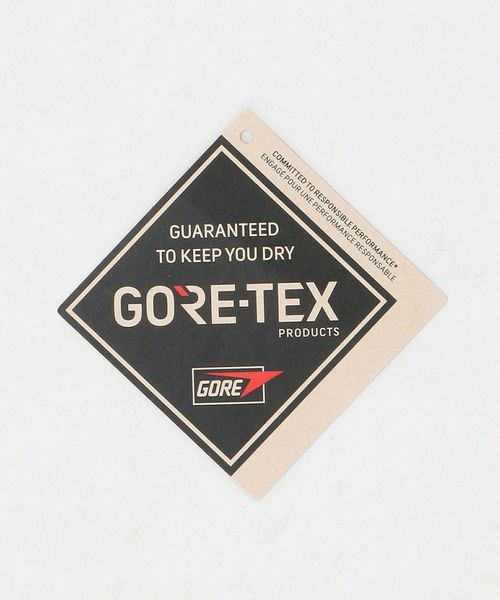 COMMITTED TO RESPONSIBLE PERFORMANCE*
ENGAGÉ POUR UNE PERFORMANCE RESPONSABLE
GUARANTEED
TO KEEP YOU DRY
GORE-TEX
PRODUCTS
GORE